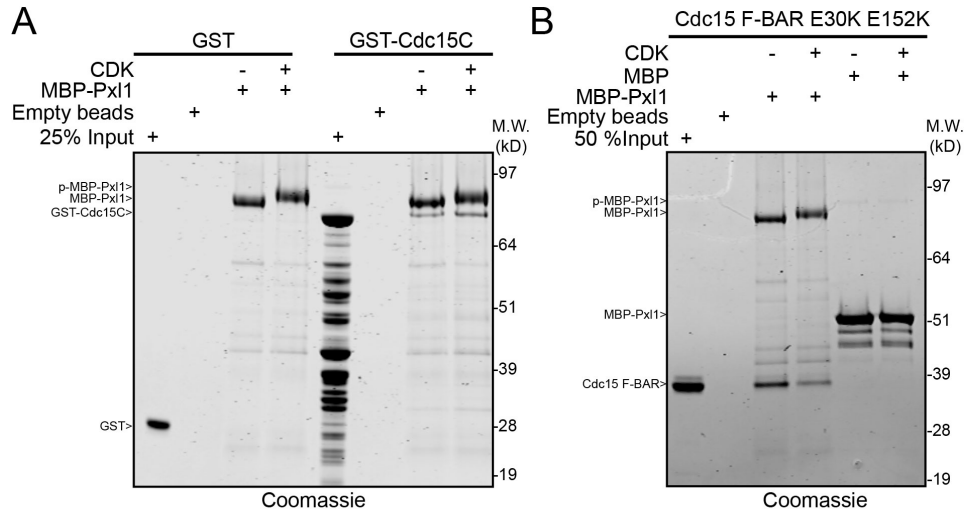 A
GST
GST-Cdc15C
CDK - + - +
MBP-Pxl1 + + + +
Empty beads + +
25% Input + +
M.W.
(kD)
p-MBP-Pxl1>
MBP-Pxl1>
GST-Cdc15C>
GST>
-97
-64
-51
-39
-28
-19
Coomassie
B
Cdc15 F-BAR E30K E152K
CDK - + - +
MBP + +
MBP-Pxl1 + +
Empty beads +
50 %Input +
M.W.
(kD)
p-MBP-Pxl1>
MBP-Pxl1>
MBP-Pxl1>
Cdc15 F-BAR>
-97
-64
-51
-39
-28
-19
Coomassie